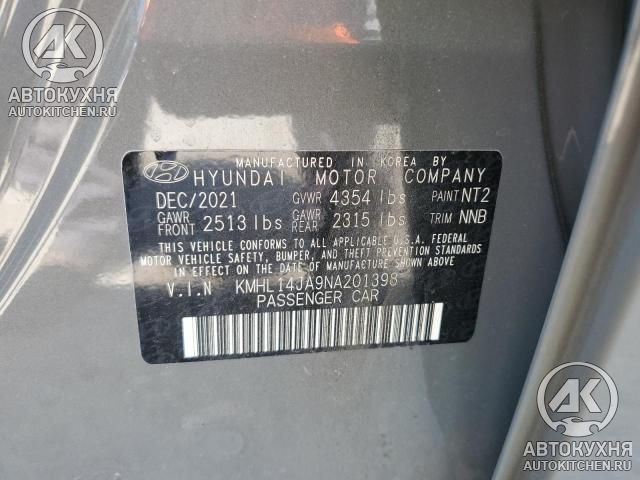 AK
АВТОКУХНЯ
AUTOKITCHEN.RU
MANUFACTURED IN KOREA BY
HYUNDAI MOTOR COMPANY
DEC/2021 GVWR 4354 lbs PAINT NT2
GAWR FRONT 2513 lbs GAWR REAR 2315 lbs TRIM NNB
THIS VEHICLE CONFORMS TO ALL APPLICABLE U.S.A. FEDERAL
MOTOR VEHICLE SAFETY, BUMPER, AND THEFT PREVENTION
STANDARDS IN EFFECT ON THE DATE OF MANUFACTURE SHOWN ABOVE.
V.I.N KMHL14JA9NA201398
PASSENGER CAR
AK
АВТОКУХНЯ
AUTOKITCHEN.RU